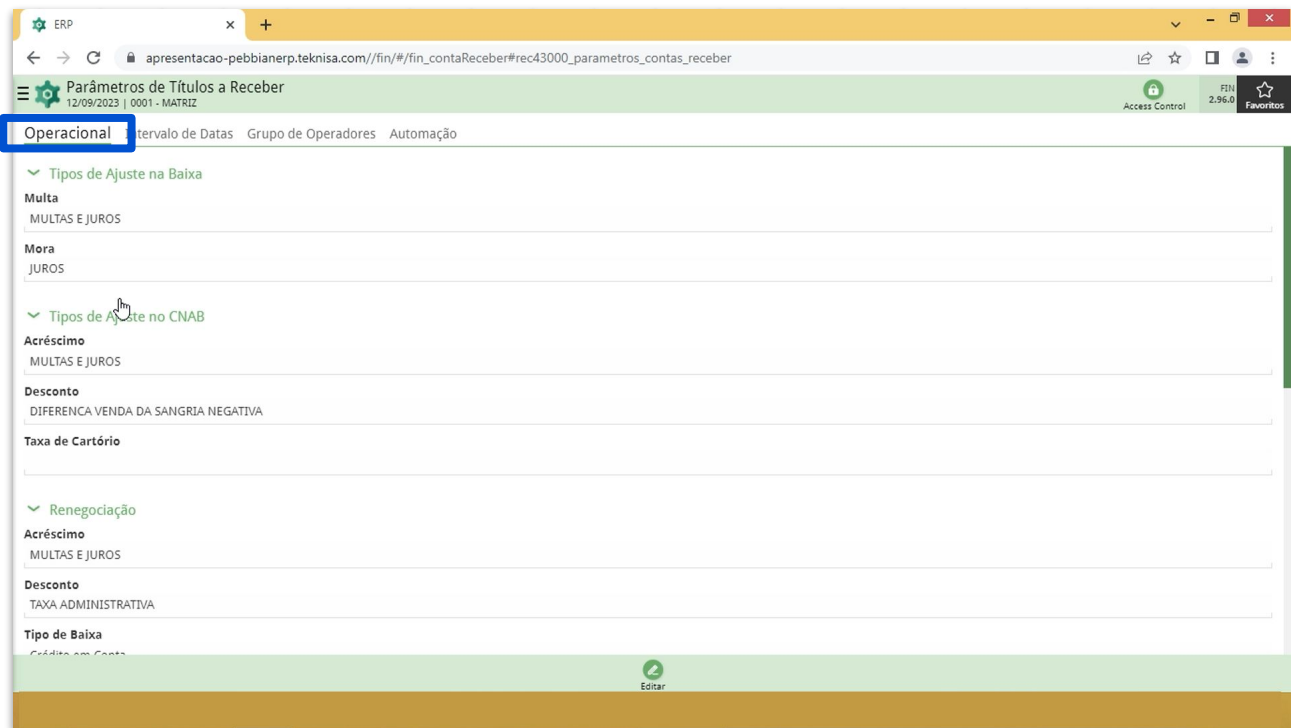 ERP
apresentacao-pebbianerp.teknisa.com//fin/#/fin_contaReceber#rec43000_parametros_contas_receber
Parâmetros de Títulos a Receber
12/09/2023 | 0001 - MATRIZ
Access Control
FIN
2.96.0
Favoritos
Operacional Intervalo de Datas Grupo de Operadores Automação
Tipos de Ajuste na Baixa
Multa
MULTAS E JUROS
Mora
JUROS
Tipos de Ajuste no CNAB
Acréscimo
MULTAS E JUROS
Desconto
DIFERENCA VENDA DA SANGRIA NEGATIVA
Taxa de Cartório
Renegociação
Acréscimo
MULTAS E JUROS
Desconto
TAXA ADMINISTRATIVA
Tipo de Baixa
Crédito em Conta
Editar